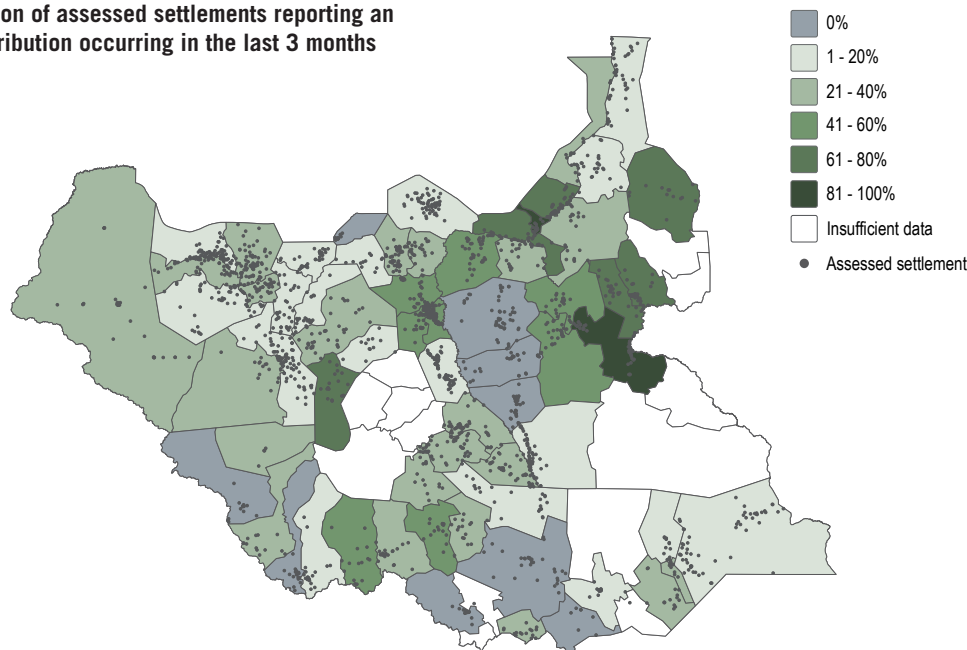 on of assessed settlements reporting an
ribution occurring in the last 3 months
0%
1 - 20%
21 - 40%
41 - 60%
61 - 80%
81 - 100%
Insufficient data
Assessed settlement